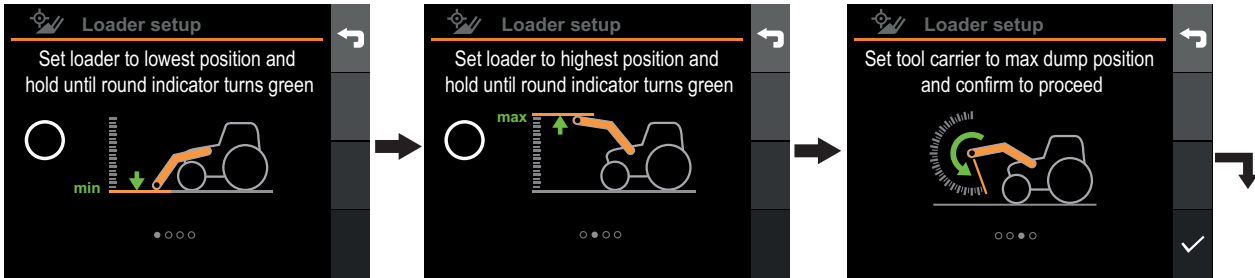 Loader setup
Set loader to lowest position and
hold until round indicator turns green
min
Loader setup
Set loader to highest position and
hold until round indicator turns green
max
Loader setup
Set tool carrier to max dump position
and confirm to proceed